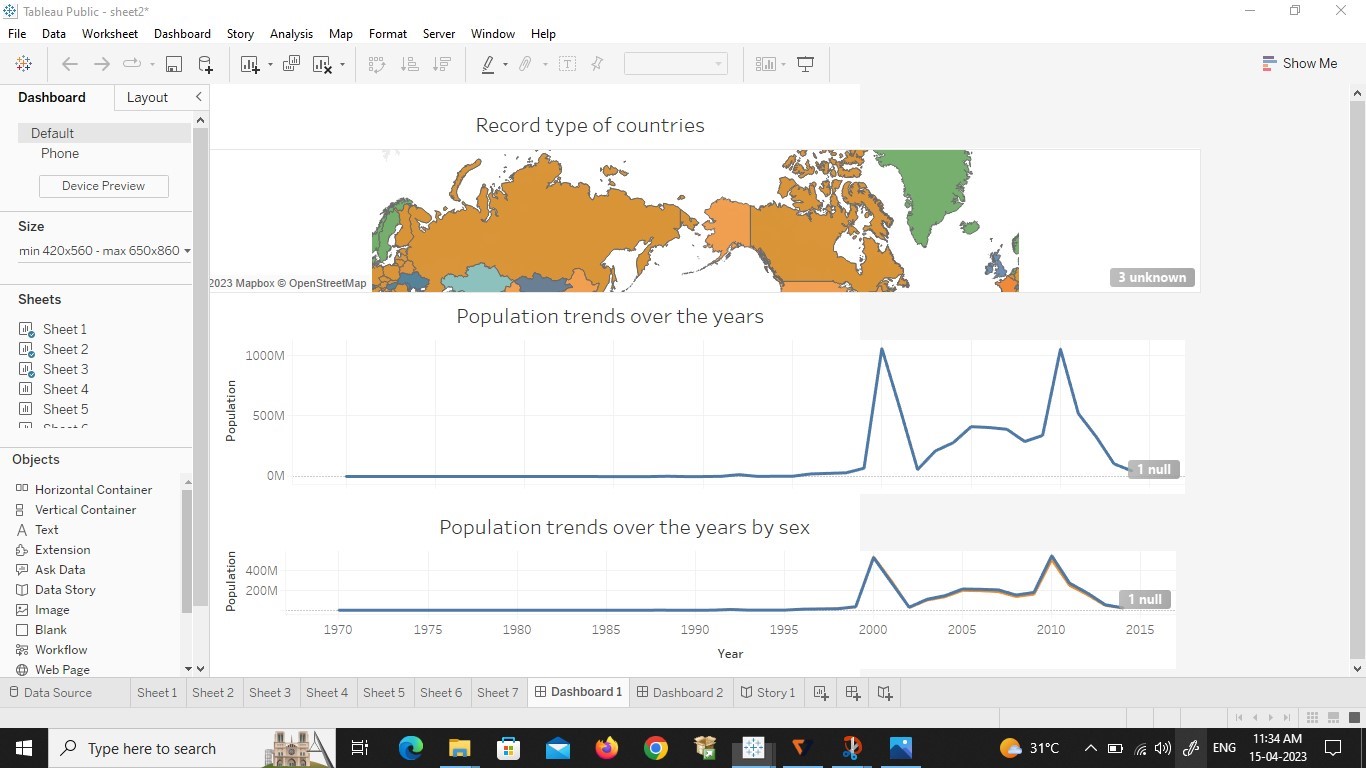 Tableau Public - sheet2*
File Data Worksheet Dashboard Story Analysis Map Format Server Window Help
Show Me
Dashboard Layout
Default
Phone
Device Preview
Size
min 420x560 - max 650x860
Sheets
Sheet 1
Sheet 2
Sheet 3
Sheet 4
Sheet 5
Objects
Horizontal Container
Vertical Container
Text
Extension
Ask Data
Data Story
Image
Blank
Workflow
Web Page
Record type of countries
2023 Mapbox © OpenStreetMap
3 unknown
Population trends over the years
Population
1000M
500M
0M
1 null
Population trends over the years by sex
Population
400M
200M
1 null
1970 1975 1980 1985 1990 1995 2000 2005 2010 2015
Year
Data Source Sheet 1 Sheet 2 Sheet 3 Sheet 4 Sheet 5 Sheet 6 Sheet 7 Dashboard 1 Dashboard 2 Story 1
Type here to search
31°C
ENG
11:34 AM
15-04-2023